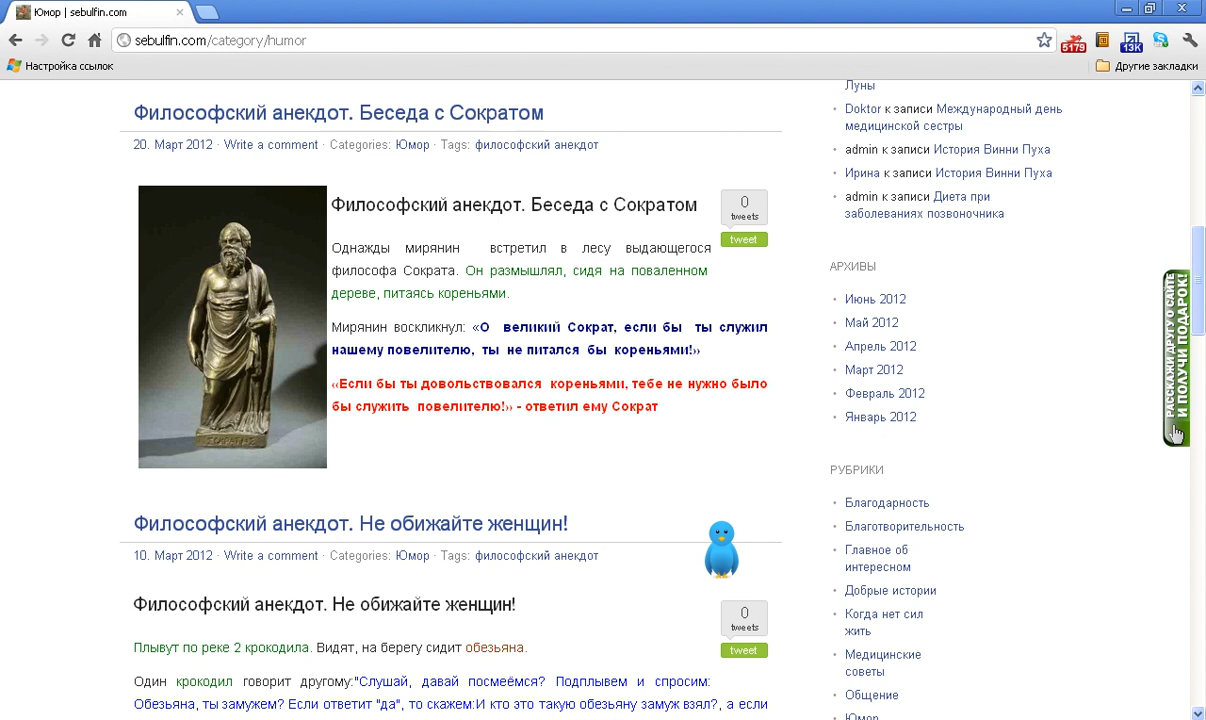 Юмор | sebulfin.com
sebulfin.com/category/humor
5179
13K
Настройка ссылок
Другие закладки
Философский анекдот. Беседа с Сократом
20. Март 2012 · Write a comment · Categories: Юмор · Tags: философский анекдот
Философский анекдот. Беседа с Сократом
0
tweets
tweet
Однажды мирянин встретил в лесу выдающегося
философа Сократа. Он размышлял, сидя на поваленном
дереве, питаясь кореньями.
Мирянин воскликнул: «О великий Сократ, если бы ты служил
нашему повелителю, ты не питался бы кореньями!»
«Если бы ты довольствовался кореньями, тебе не нужно было
бы служить повелителю!» - ответил ему Сократ
Философский анекдот. Не обижайте женщин!
10. Март 2012 · Write a comment · Categories: Юмор · Tags: философский анекдот
Философский анекдот. Не обижайте женщин!
0
tweets
tweet
Плывут по реке 2 крокодила. Видят, на берегу сидит обезьяна.
Один крокодил говорит другому:"Слушай, давай посмеёмся? Подплывем и спросим:
Обезьяна, ты замужем? Если ответит "да", то скажем:И кто это такую обезьяну замуж взял?, а если
Луны
Doktor к записи Международный день
медицинской сестры
admin к записи История Винни Пуха
Ирина к записи История Винни Пуха
admin к записи Диета при
заболеваниях позвоночника
АРХИВЫ
Июнь 2012
Май 2012
Апрель 2012
Март 2012
Февраль 2012
Январь 2012
РУБРИКИ
Благодарность
Благотворительность
Главное об
интересном
Добрые истории
Когда нет сил
жить
Медицинские
советы
Общение
Юмор
РАССКАЖИ ДРУГУ О САЙТЕ
И ПОЛУЧИ ПОДАРОК!